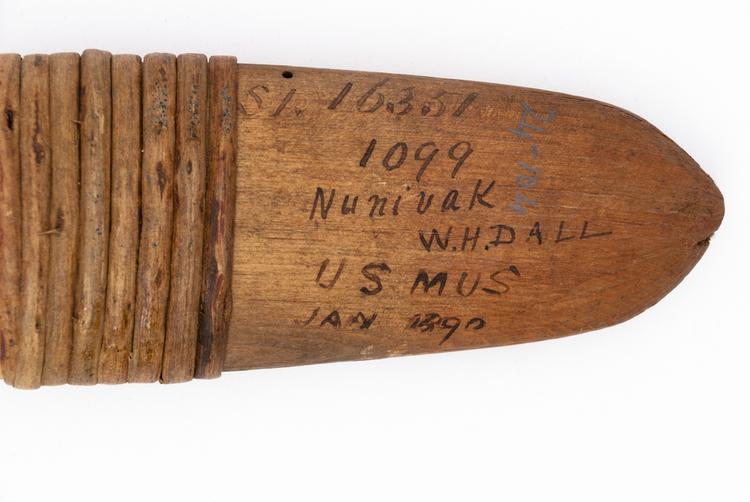 SI. 16351
1099
Nunivak
W.H.DALL
U S MUS
JAN 1890